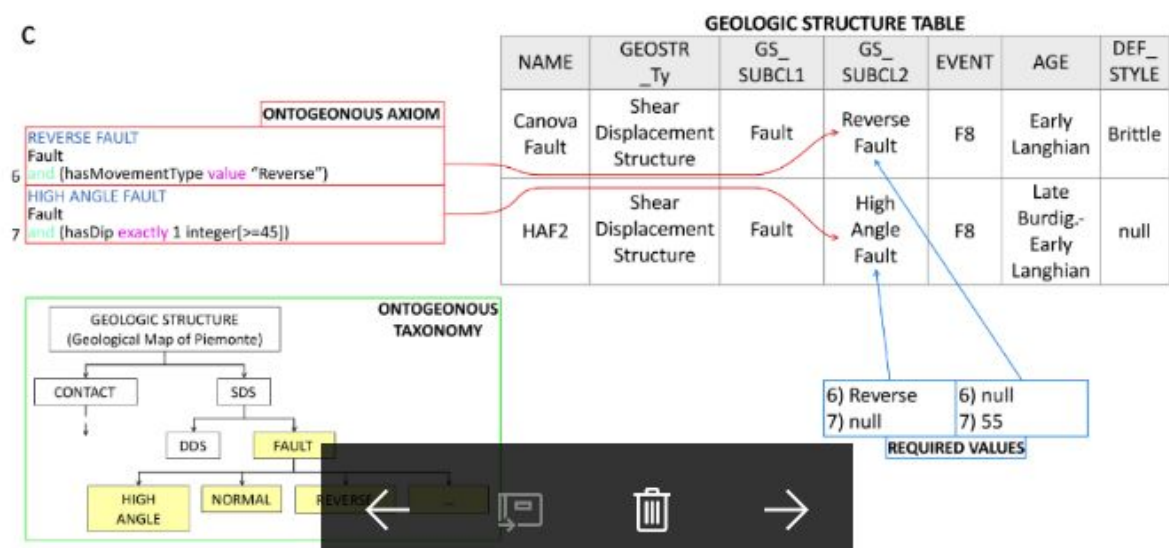 C
GEOLOGIC STRUCTURE TABLE
NAME
GEOSTR
_Ty
GS_
SUBCL1
GS_
SUBCL2
EVENT
AGE
DEF_
STYLE
Canova
Fault
Shear
Displacement
Structure
Fault
Reverse
Fault
F8
Early
Langhian
Brittle
HAF2
Shear
Displacement
Structure
Fault
High
Angle
Fault
F8
Late
Burdig.-
Early
Langhian
null
ONTOGEONOUS AXIOM
REVERSE FAULT
Fault
6 and (hasMovementType value "Reverse")
HIGH ANGLE FAULT
Fault
7 and (hasDip exactly 1 integer[>=45])
ONTOGEONOUS
TAXONOMY
GEOLOGIC STRUCTURE
(Geological Map of Piemonte)
CONTACT
SDS
DDS
FAULT
HIGH
ANGLE
NORMAL
REVERSE
...
6) Reverse
7) null
6) null
7) 55
REQUIRED VALUES